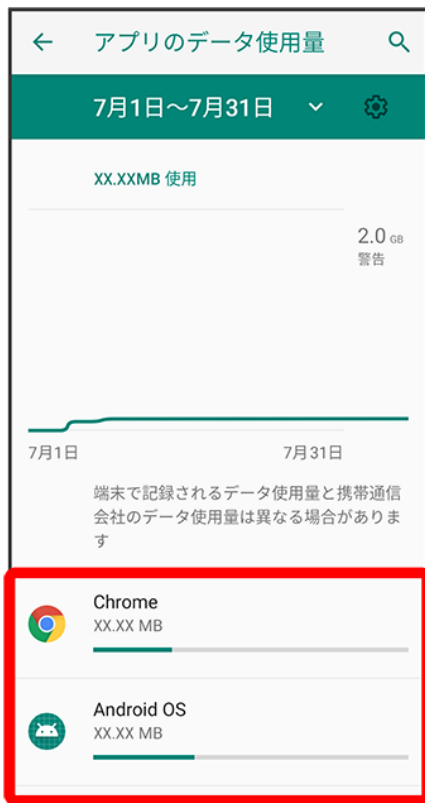 アプリのデータ使用量
7月1日～7月31日
XX.XXMB 使用
2.0 GB
警告
7月1日
7月31日
端末で記録されるデータ使用量と携帯通信
会社のデータ使用量は異なる場合がありま
す
Chrome
XX.XX MB
Android OS
XX.XX MB